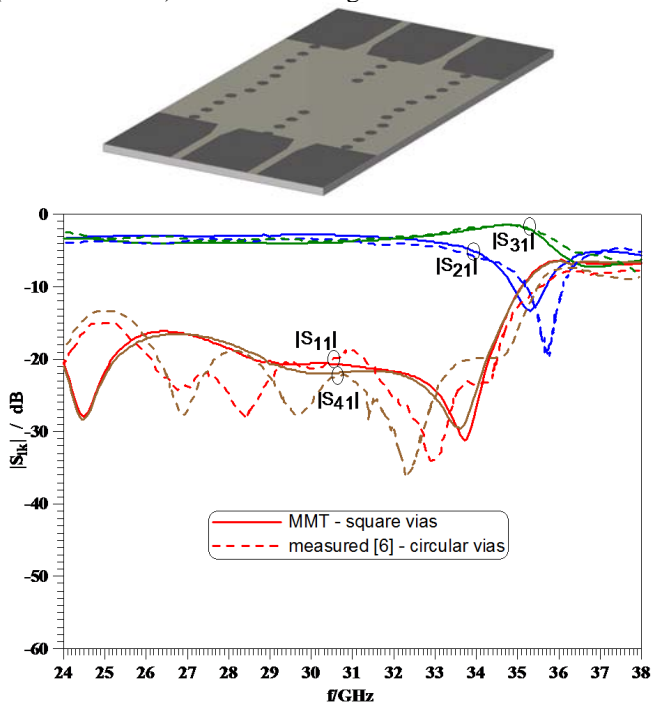 0
-10
-20
-30
-40
-50
-60
|S_lk| / dB
|S31|
|S21|
|S11|
|S41|
MMT - square vias
measured [6] - circular vias
24 25 26 27 28 29 30 31 32 33 34 35 36 37 38
f/GHz